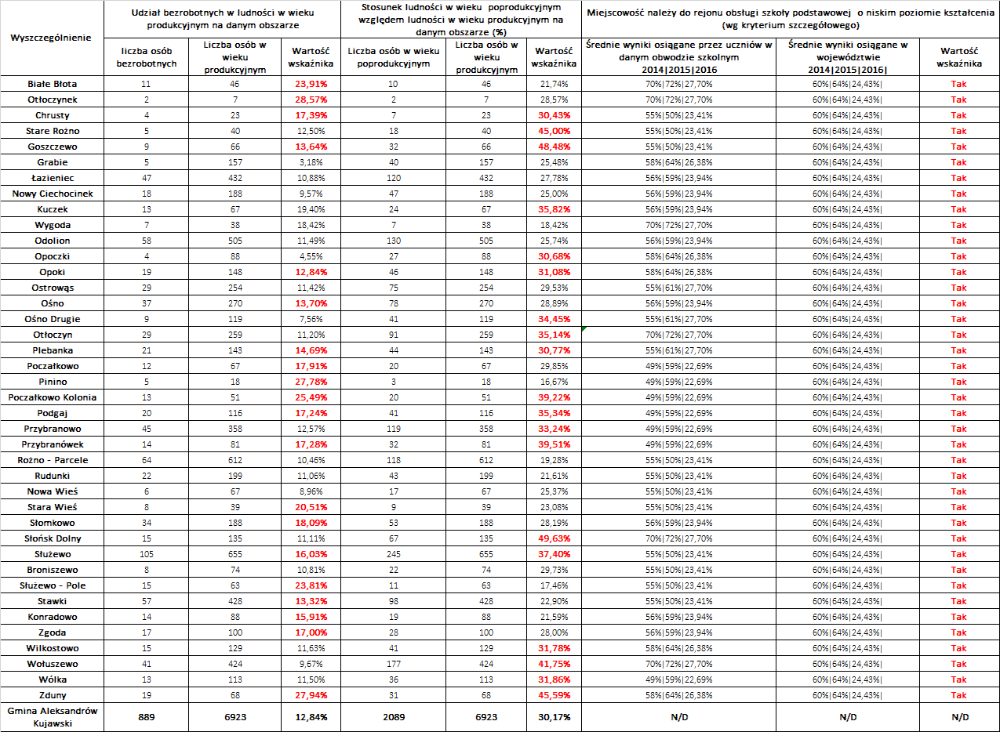 Wyszczególnienie
Udział bezrobotnych w ludności w wieku
produkcyjnym na danym obszarze
Stosunek ludności w wieku poprodukcyjnym
względem ludności w wieku produkcyjnym na
danym obszarze (%)
Miejscowość należy do rejonu obsługi szkoły podstawowej o niskim poziomie kształcenia
(wg kryterium szczegółowego)
liczba osób
bezrobotnych
Liczba osób w
wieku
produkcyjnym
Wartość
wskaźnika
Liczba osób w wieku
poprodukcyjnym
Liczba osób w
wieku
produkcyjnym
Wartość
wskaźnika
Średnie wyniki osiągane przez uczniów w
danym obwodzie szkolnym
2014|2015|2016
Średnie wyniki osiągane w
województwie
2014|2015|2016|
Wartość
wskaźnika
Białe Błota 11 46 23,91% 10 46 21,74% 70%|72%|27,70% 60%|64%|24,43%| Tak
Otłoczynek 2 7 28,57% 2 7 28,57% 70%|72%|27,70% 60%|64%|24,43%| Tak
Chrusty 4 23 17,39% 7 23 30,43% 55%|50%|23,41% 60%|64%|24,43%| Tak
Stare Rożno 5 40 12,50% 18 40 45,00% 55%|50%|23,41% 60%|64%|24,43%| Tak
Goszczewo 9 66 13,64% 32 66 48,48% 55%|50%|23,41% 60%|64%|24,43%| Tak
Grabie 5 157 3,18% 40 157 25,48% 58%|64%|26,38% 60%|64%|24,43%| Tak
Łazieniec 47 432 10,88% 120 432 27,78% 56%|59%|23,94% 60%|64%|24,43%| Tak
Nowy Ciechocinek 18 188 9,57% 47 188 25,00% 56%|59%|23,94% 60%|64%|24,43%| Tak
Kuczek 13 67 19,40% 24 67 35,82% 56%|59%|23,94% 60%|64%|24,43%| Tak
Wygoda 7 38 18,42% 7 38 18,42% 70%|72%|27,70% 60%|64%|24,43%| Tak
Odolion 58 505 11,49% 130 505 25,74% 56%|59%|23,94% 60%|64%|24,43%| Tak
Opoczki 4 88 4,55% 27 88 30,68% 58%|64%|26,38% 60%|64%|24,43%| Tak
Opoki 19 148 12,84% 46 148 31,08% 58%|64%|26,38% 60%|64%|24,43%| Tak
Ostrowąs 29 254 11,42% 75 254 29,53% 55%|61%|27,70% 60%|64%|24,43%| Tak
Ośno 37 270 13,70% 78 270 28,89% 56%|59%|23,94% 60%|64%|24,43%| Tak
Ośno Drugie 9 119 7,56% 41 119 34,45% 55%|61%|27,70% 60%|64%|24,43%| Tak
Otłoczyn 29 259 11,20% 91 259 35,14% 70%|72%|27,70% 60%|64%|24,43%| Tak
Plebanka 21 143 14,69% 44 143 30,77% 55%|61%|27,70% 60%|64%|24,43%| Tak
Poczałkowo 12 67 17,91% 20 67 29,85% 49%|59%|22,69% 60%|64%|24,43%| Tak
Pinino 5 18 27,78% 3 18 16,67% 49%|59%|22,69% 60%|64%|24,43%| Tak
Poczałkowo Kolonia 13 51 25,49% 20 51 39,22% 49%|59%|22,69% 60%|64%|24,43%| Tak
Podgaj 20 116 17,24% 41 116 35,34% 49%|59%|22,69% 60%|64%|24,43%| Tak
Przybranowo 45 358 12,57% 119 358 33,24% 49%|59%|22,69% 60%|64%|24,43%| Tak
Przybranówek 14 81 17,28% 32 81 39,51% 49%|59%|22,69% 60%|64%|24,43%| Tak
Rożno - Parcele 64 612 10,46% 118 612 19,28% 55%|50%|23,41% 60%|64%|24,43%| Tak
Rudunki 22 199 11,06% 43 199 21,61% 55%|50%|23,41% 60%|64%|24,43%| Tak
Nowa Wieś 6 67 8,96% 17 67 25,37% 55%|50%|23,41% 60%|64%|24,43%| Tak
Stara Wieś 8 39 20,51% 9 39 23,08% 55%|50%|23,41% 60%|64%|24,43%| Tak
Słomkowo 34 188 18,09% 53 188 28,19% 56%|59%|23,94% 60%|64%|24,43%| Tak
Słońsk Dolny 15 135 11,11% 67 135 49,63% 70%|72%|27,70% 60%|64%|24,43%| Tak
Służewo 105 655 16,03% 245 655 37,40% 55%|50%|23,41% 60%|64%|24,43%| Tak
Broniszewo 8 74 10,81% 22 74 29,73% 55%|50%|23,41% 60%|64%|24,43%| Tak
Służewo - Pole 15 63 23,81% 11 63 17,46% 55%|50%|23,41% 60%|64%|24,43%| Tak
Stawki 57 428 13,32% 98 428 22,90% 55%|50%|23,41% 60%|64%|24,43%| Tak
Konradowo 14 88 15,91% 19 88 21,59% 56%|59%|23,94% 60%|64%|24,43%| Tak
Zgoda 17 100 17,00% 28 100 28,00% 56%|59%|23,94% 60%|64%|24,43%| Tak
Wilkostowo 15 129 11,63% 41 129 31,78% 58%|64%|26,38% 60%|64%|24,43%| Tak
Wołuszewo 41 424 9,67% 177 424 41,75% 70%|72%|27,70% 60%|64%|24,43%| Tak
Wólka 13 113 11,50% 36 113 31,86% 49%|59%|22,69% 60%|64%|24,43%| Tak
Zduny 19 68 27,94% 31 68 45,59% 58%|64%|26,38% 60%|64%|24,43%| Tak
Gmina Aleksandrów
Kujawski 889 6923 12,84% 2089 6923 30,17% N/D N/D N/D